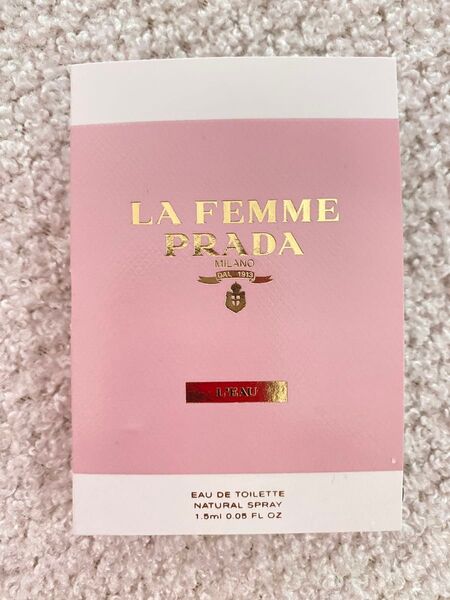 LA FEMME
PRADA
MILANO
DAL 1913
L'EAU
EAU DE TOILETTE
NATURAL SPRAY
1.5ml 0.05 FL OZ